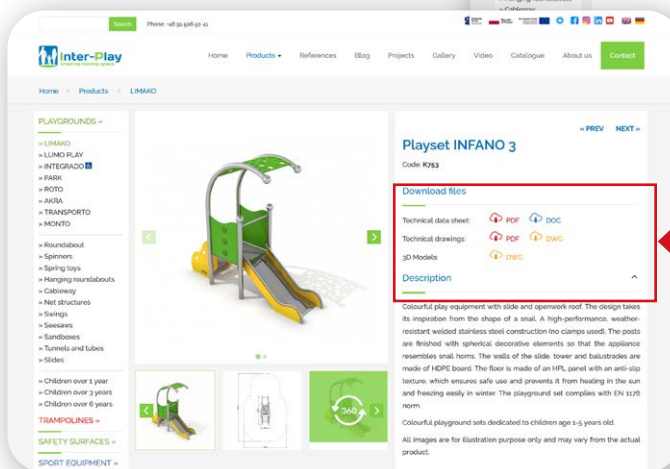 » Cableway
Search
Phone: +48 91 506 50 41
Inter-Play
Home
Products
References
Blog
Projects
Gallery
Video
Catalogue
About us
Contact
Home / Products / LIMAKO
PLAYGROUNDS »
» LIMAKO
» LUMO PLAY
» INTEGRADO
» PARK
» ROTO
» AKRA
» TRANSPORTO
» MONTO
» Roundabout
» Spinners
» Spring toys
» Hanging roundabouts
» Cableway
» Net structures
» Swings
» Seesaws
» Sandboxes
» Tunnels and tubes
» Slides
» Children over 1 year
» Children over 3 years
» Children over 6 years
TRAMPOLINES »
SAFETY SURFACES »
SPORT EQUIPMENT »
360
« PREV NEXT »
Playset INFANO 3
Code: K753
Download files
Technical data sheet: PDF DOC
Technical drawings: PDF DWG
3D Models: DWG
Description
Colourful play equipment with slide and openwork roof. The design takes
its inspiration from the shape of a snail. A high-performance, weather-
resistant welded stainless steel construction (no clamps used). The posts
are finished with spherical decorative elements so that the appliance
resembles snail horns. The walls of the slide, tower and balustrades are
made of HDPE board. The floor is made of an HPL panel with an anti-slip
texture, which ensures safe use and prevents it from heating in the sun
and freezing easily in winter. The playground set complies with EN 1176
norm.
Colourful playground sets dedicated to children age 1-5 years old.
All images are for illustration purpose only and may vary from the actual
product.